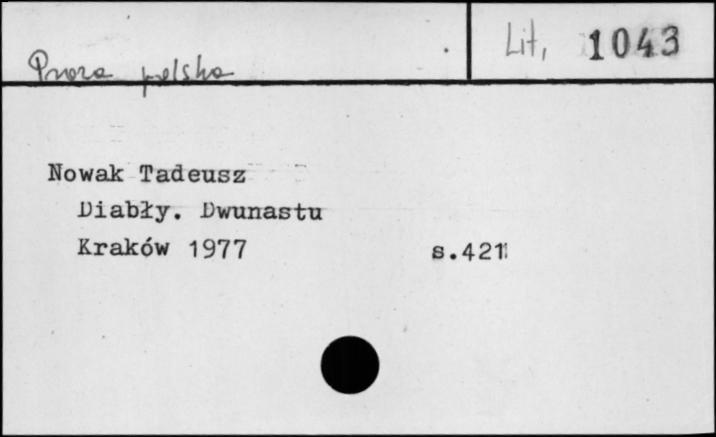 Proza polska
Lit, 1043
Nowak Tadeusz
Diabły. Dwunastu
Kraków 1977 s.421